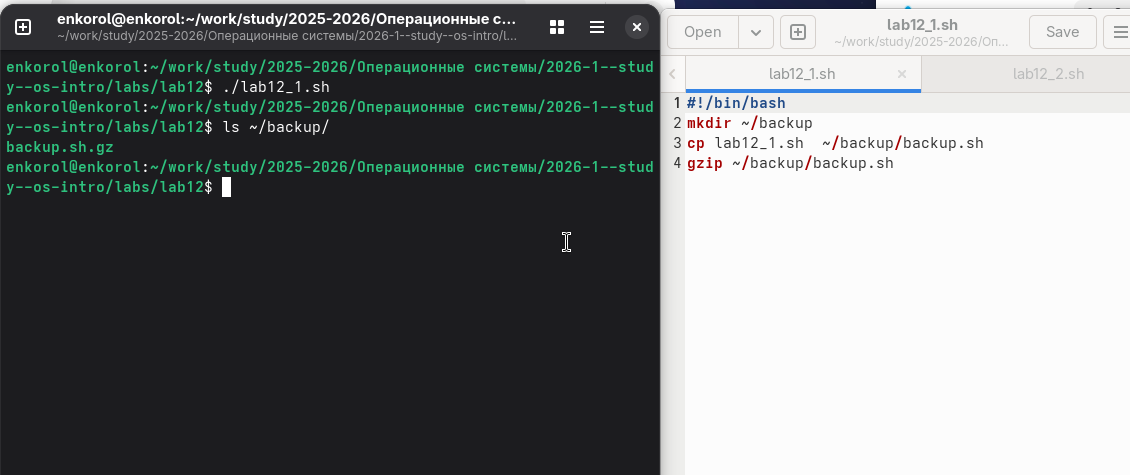 enkorol@enkorol:~/work/study/2025-2026/Операционные с...
~/work/study/2025-2026/Операционные системы/2026-1--study--os-intro/l...
enkorol@enkorol:~/work/study/2025-2026/Операционные системы/2026-1--stud
y--os-intro/labs/lab12$ ./lab12_1.sh
enkorol@enkorol:~/work/study/2025-2026/Операционные системы/2026-1--stud
y--os-intro/labs/lab12$ ls ~/backup/
backup.sh.gz
enkorol@enkorol:~/work/study/2025-2026/Операционные системы/2026-1--stud
y--os-intro/labs/lab12$
Open
lab12_1.sh
~/work/study/2025-2026/Оп...
Save
lab12_1.sh
lab12_2.sh
1 #!/bin/bash
2 mkdir ~/backup
3 cp lab12_1.sh  ~/backup/backup.sh
4 gzip ~/backup/backup.sh